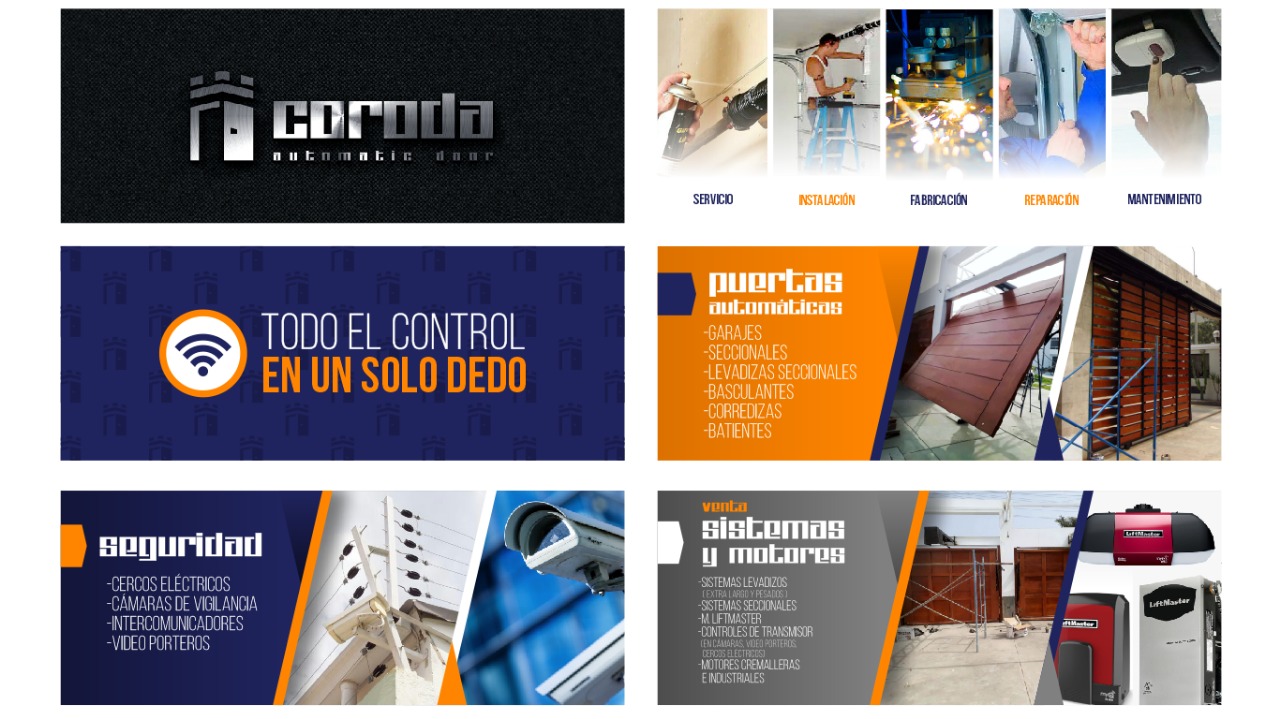 coroda
automatic door
SERVICIO
INSTALACIÓN
FABRICACIÓN
REPARACIÓN
MANTENIMIENTO
TODO EL CONTROL
EN UN SOLO DEDO
puertas
automáticas
-GARAJES
-SECCIONALES
-LEVADIZAS SECCIONALES
-BASCULANTES
-CORREDIZAS
-BATIENTES
seguridad
-CERCOS ELÉCTRICOS
-CÁMARAS DE VIGILANCIA
-INTERCOMUNICADORES
-VIDEO PORTEROS
venta
sistemas
y motores
-SISTEMAS LEVADIZOS
( EXTRA LARGO Y PESADOS )
-SISTEMAS SECCIONALES
-M. LIFTMASTER
-CONTROLES DE TRANSMISOR
(EN CÁMARAS, VIDEO PORTEROS,
CERCOS ELÉCTRICOS)
-MOTORES CREMALLERAS
E INDUSTRIALES
LiftMaster
LiftMaster
LiftMaster